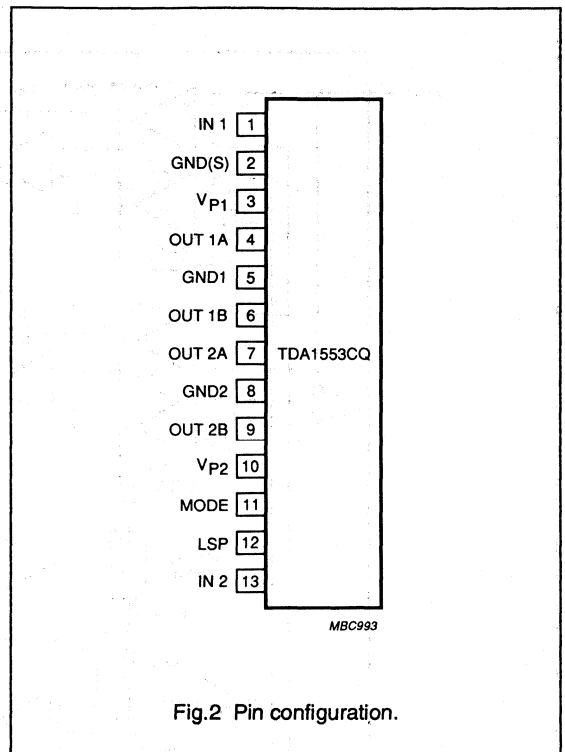 IN 1 1
GND(S) 2
VP1 3
OUT 1A 4
GND1 5
OUT 1B 6
OUT 2A 7 TDA1553CQ
GND2 8
OUT 2B 9
VP2 10
MODE 11
LSP 12
IN 2 13
MBC993
Fig.2 Pin configuration.